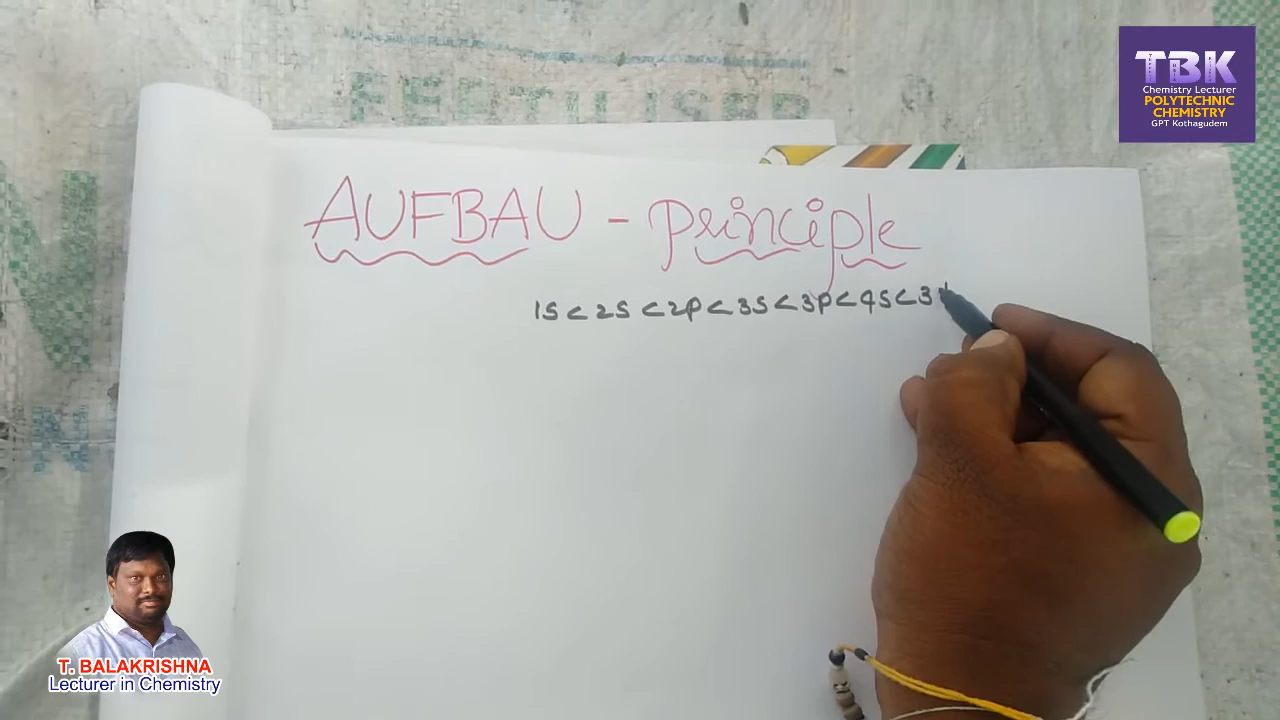 FERTILISER
TBK
Chemistry Lecturer
POLYTECHNIC
CHEMISTRY
GPT Kothagudem
AUFBAU - Principle
1S < 2S < 2P < 3S < 3P < 4S < 3
T. BALAKRISHNA
Lecturer in Chemistry